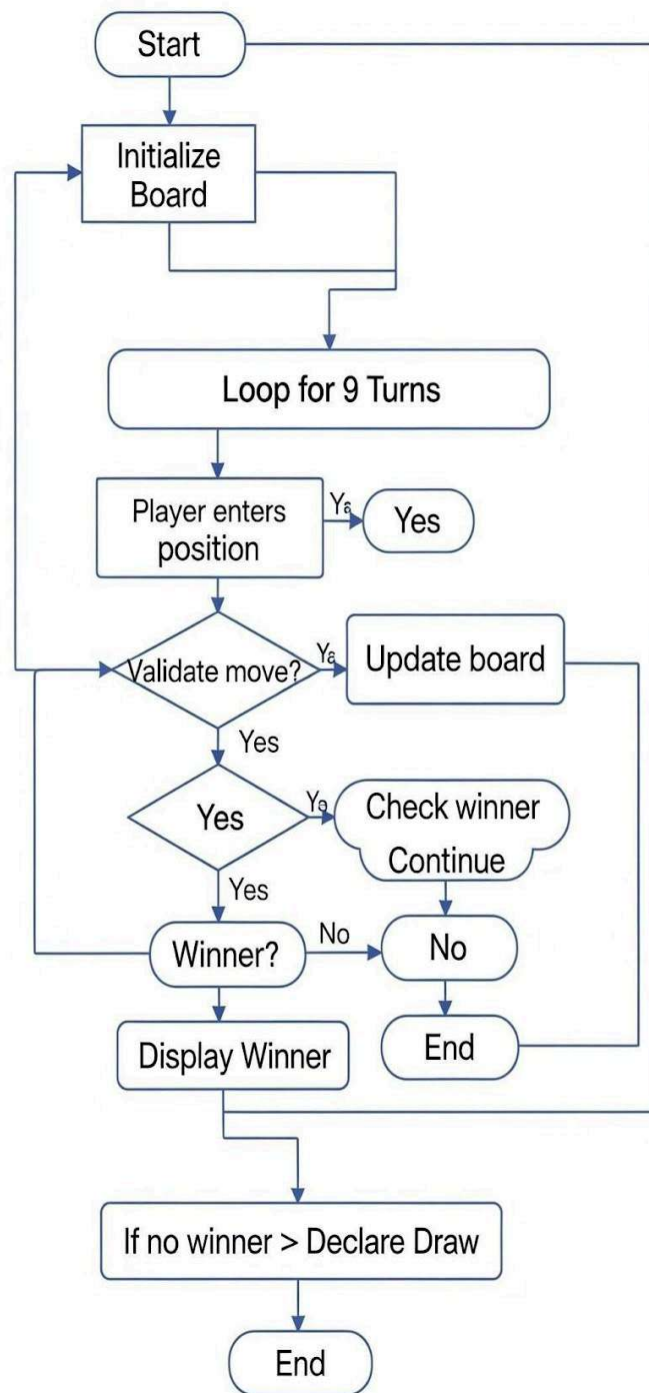 Start
Initialize
Board
Loop for 9 Turns
Player enters
position
Yes
Validate move?
Update board
Yes
Yes
Check winner
Continue
Yes
Winner?
No
No
Display Winner
End
If no winner > Declare Draw
End